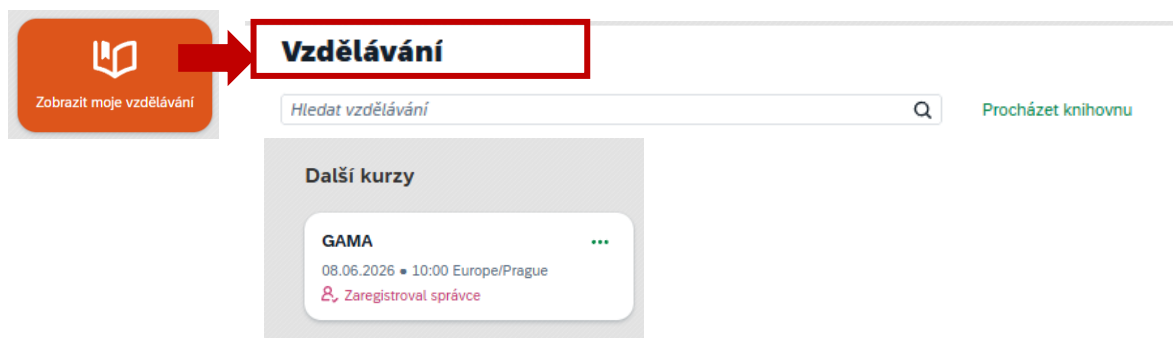 Zobrazit moje vzdělávání
Vzdělávání
Hledat vzdělávání
Procházet knihovnu
Další kurzy
GAMA
08.06.2026 • 10:00 Europe/Prague
Zaregistroval správce